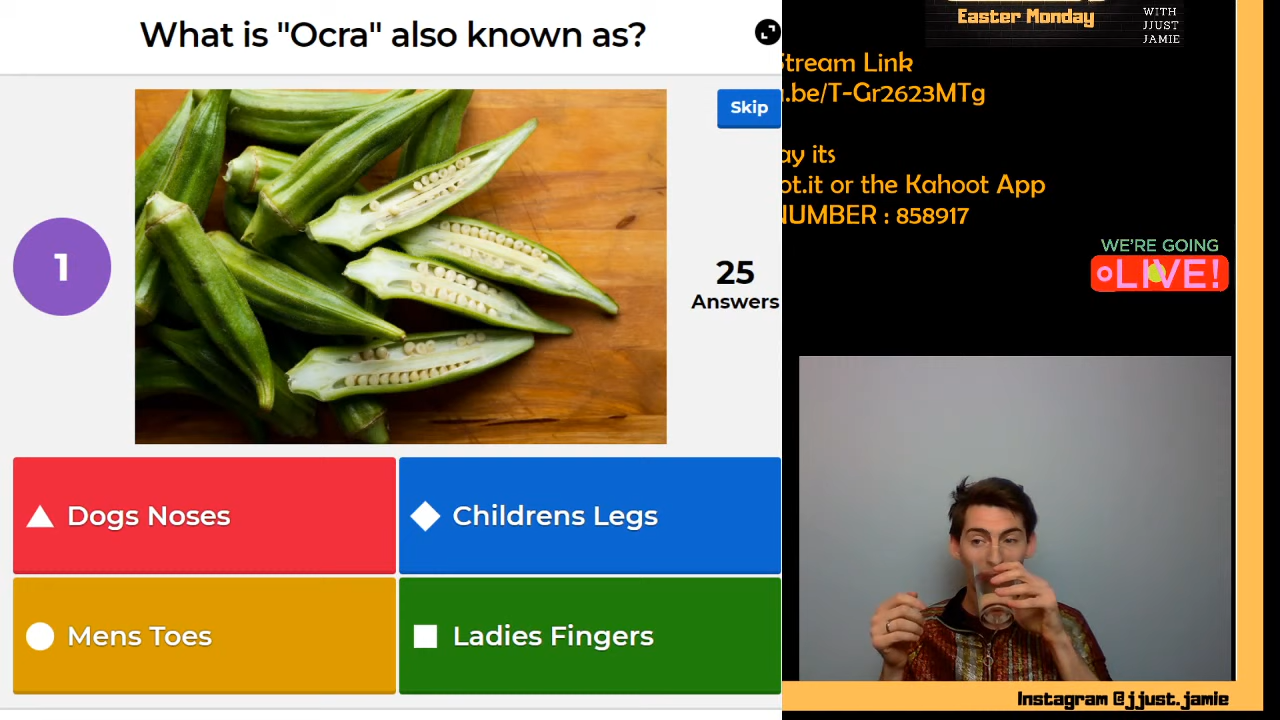 What is "Ocra" also known as?
Skip
1
25
Answers
Dogs Noses
Childrens Legs
Mens Toes
Ladies Fingers
Easter Monday
WITH
JJUST
JAMIE
Stream Link
.be/T-Gr2623MTg
ay its
ot.it or the Kahoot App
NUMBER : 858917
WE'RE GOING
LIVE!
Instagram @jjust.jamie